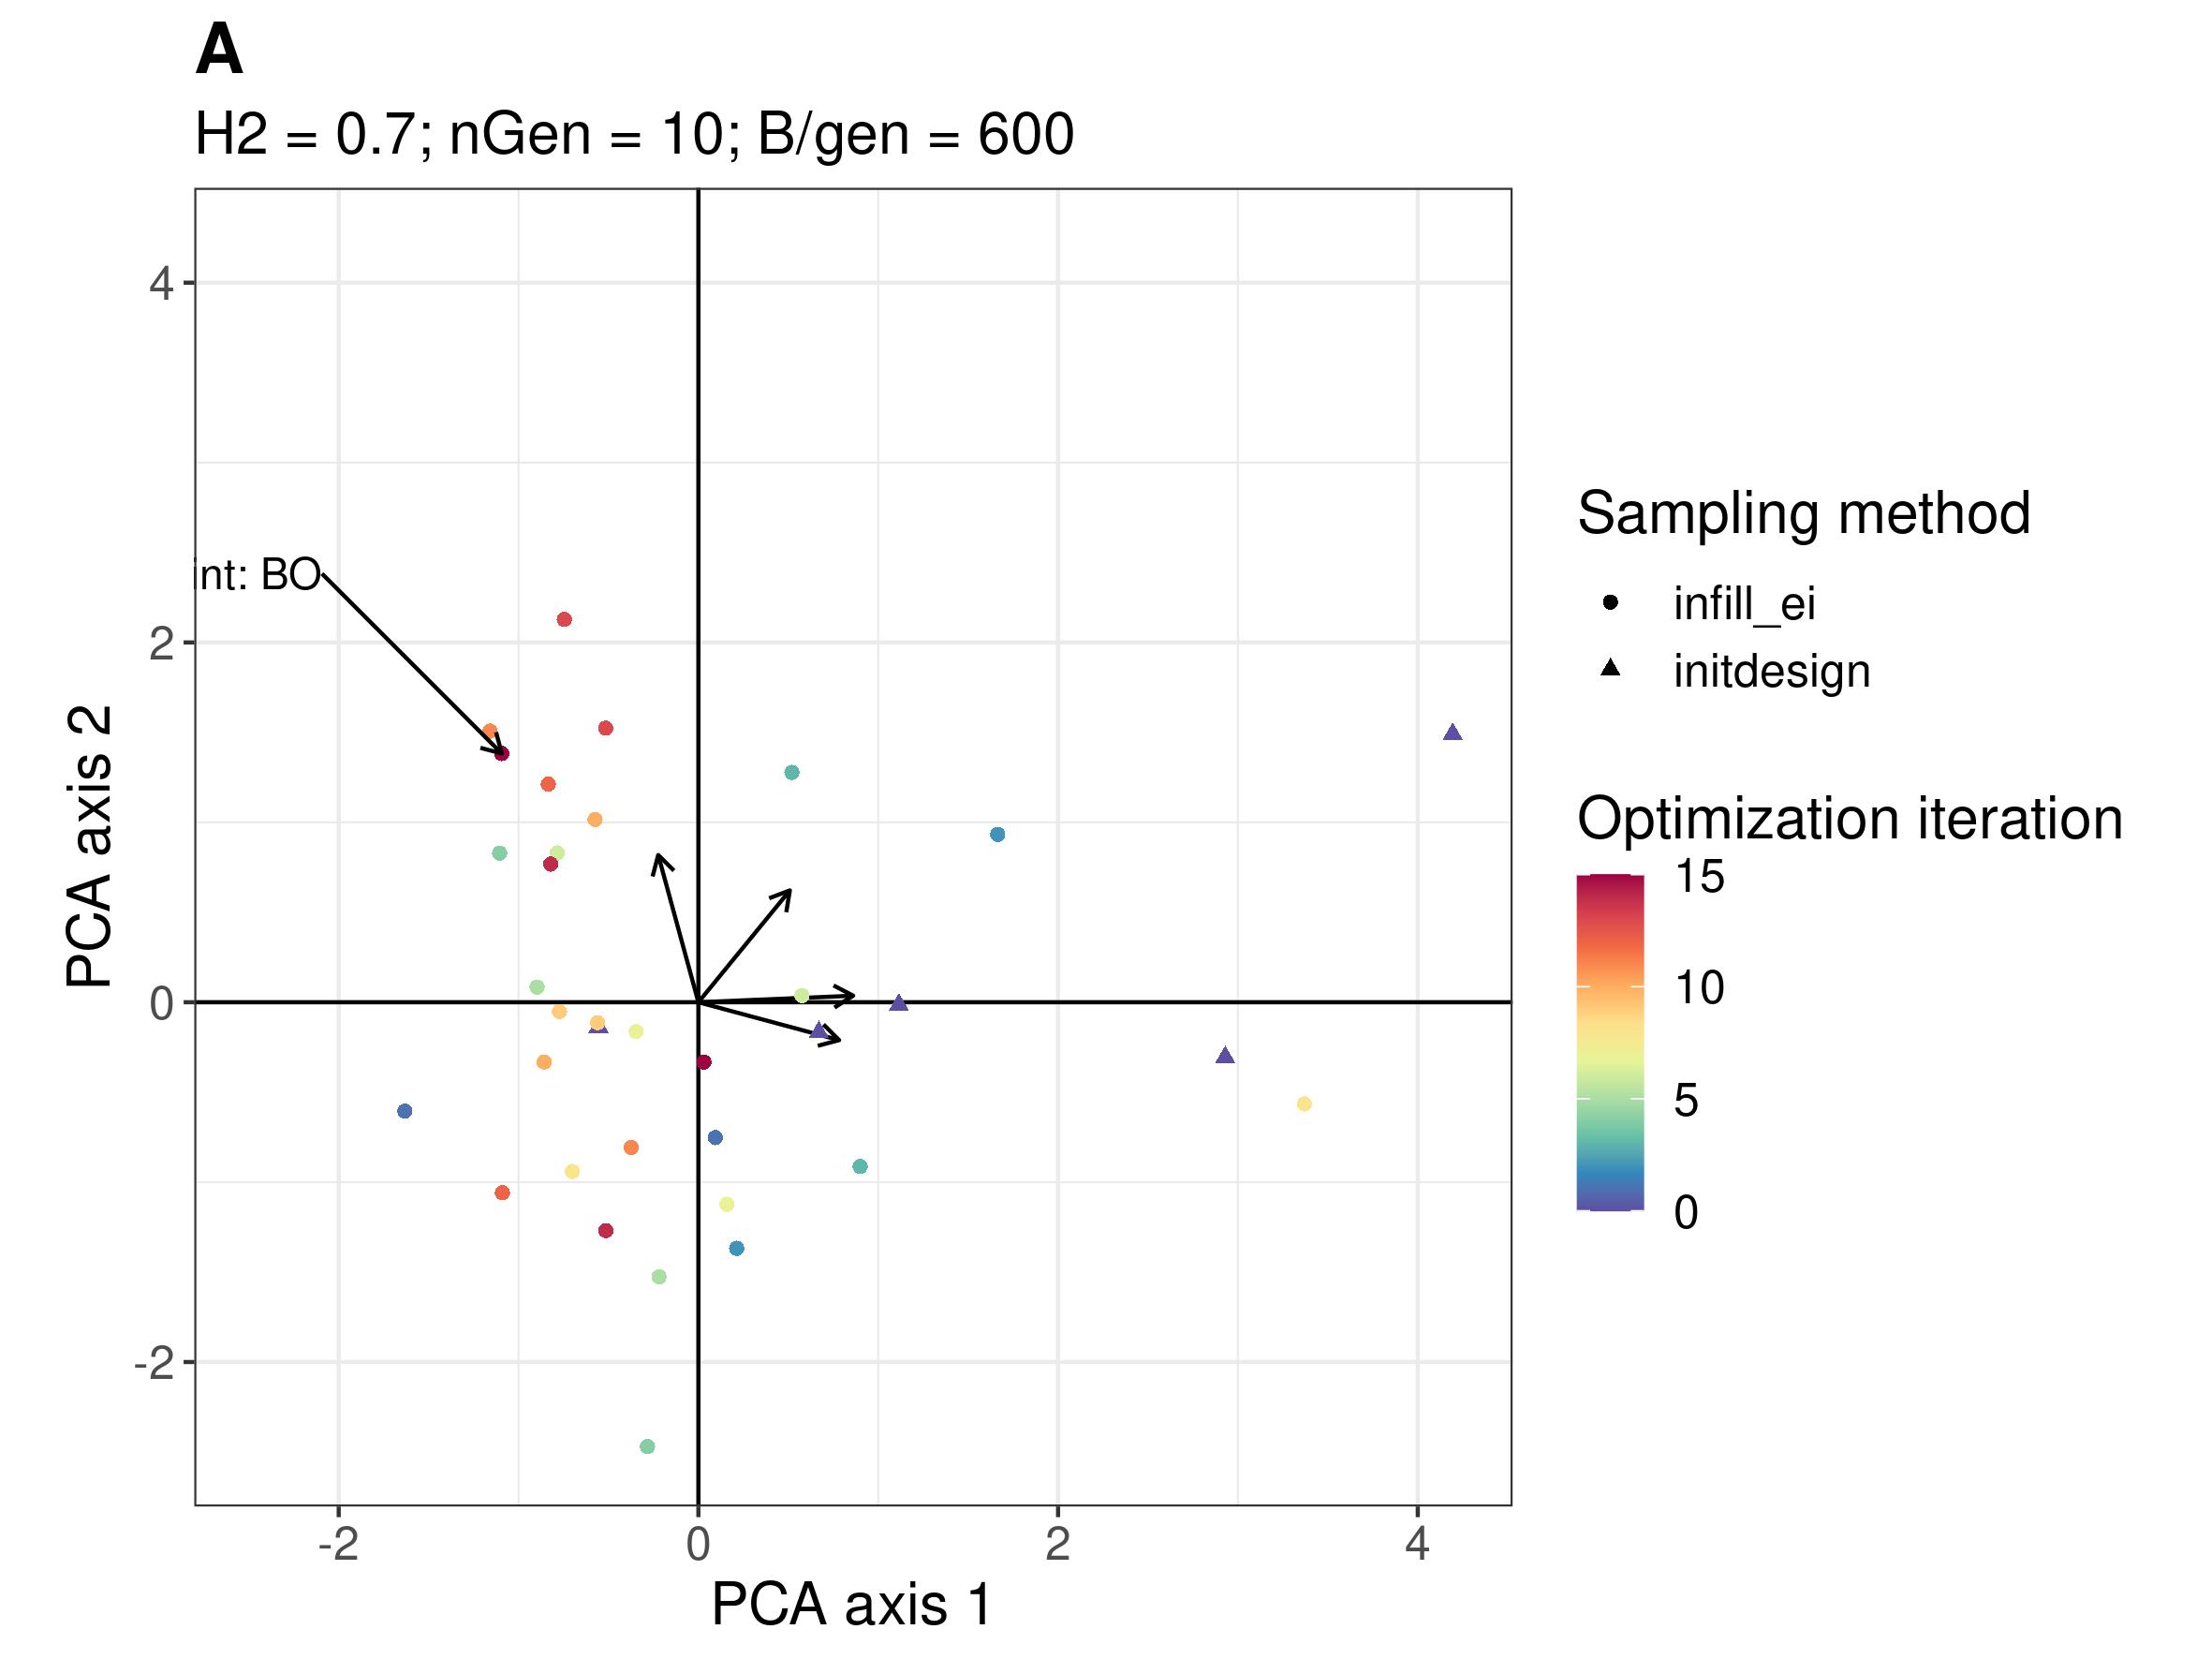 A
H2 = 0.7; nGen = 10; B/gen = 600
4
2
0
-2
int: BO
PCA axis 2
-2
0
2
4
PCA axis 1
Sampling method
infill_ei
initdesign
Optimization iteration
15
10
5
0